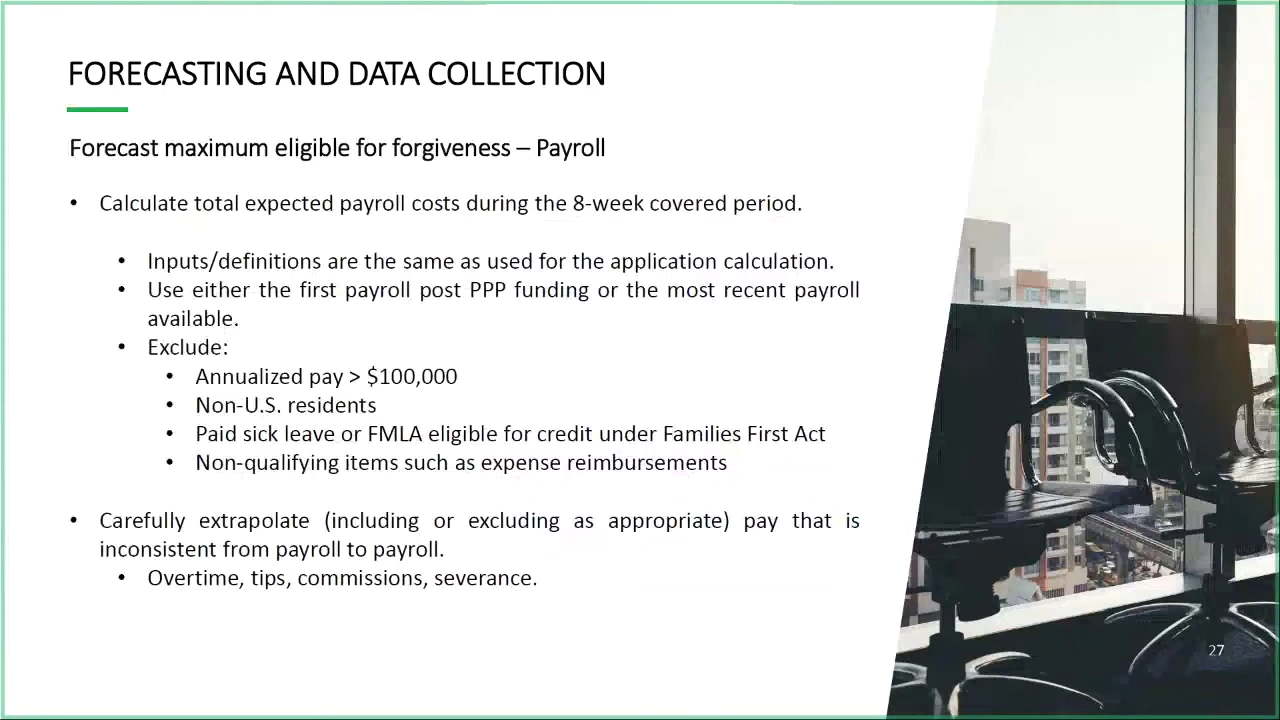 FORECASTING AND DATA COLLECTION
Forecast maximum eligible for forgiveness – Payroll
• Calculate total expected payroll costs during the 8-week covered period.
• Inputs/definitions are the same as used for the application calculation.
• Use either the first payroll post PPP funding or the most recent payroll
available.
• Exclude:
• Annualized pay > $100,000
• Non-U.S. residents
• Paid sick leave or FMLA eligible for credit under Families First Act
• Non-qualifying items such as expense reimbursements
• Carefully extrapolate (including or excluding as appropriate) pay that is
inconsistent from payroll to payroll.
• Overtime, tips, commissions, severance.
27